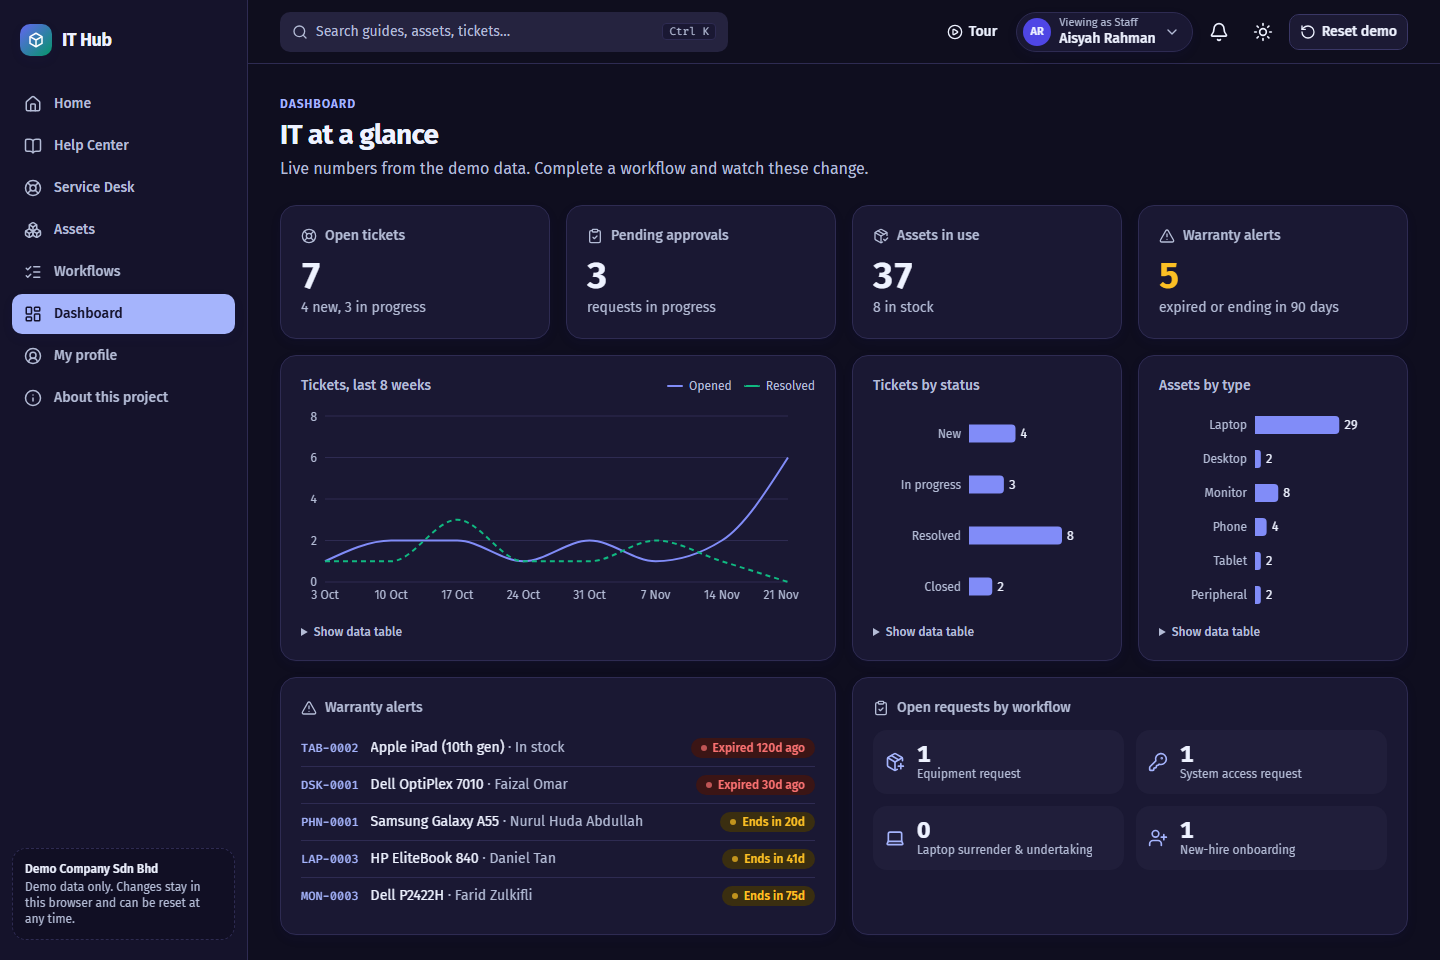 IT Hub
Search guides, assets, tickets...
Ctrl K
Tour
AR
Viewing as Staff
Aisyah Rahman
Reset demo
Home
Help Center
Service Desk
Assets
Workflows
Dashboard
My profile
About this project
Demo Company Sdn Bhd
Demo data only. Changes stay in
this browser and can be reset at
any time.
DASHBOARD
IT at a glance
Live numbers from the demo data. Complete a workflow and watch these change.
Open tickets
7
4 new, 3 in progress
Pending approvals
3
requests in progress
Assets in use
37
8 in stock
Warranty alerts
5
expired or ending in 90 days
Tickets, last 8 weeks
Opened
Resolved
8
6
4
2
0
3 Oct
10 Oct
17 Oct
24 Oct
31 Oct
7 Nov
14 Nov
21 Nov
Show data table
Tickets by status
New 4
In progress 3
Resolved 8
Closed 2
Show data table
Assets by type
Laptop 29
Desktop 2
Monitor 8
Phone 4
Tablet 2
Peripheral 2
Show data table
Warranty alerts
TAB-0002 Apple iPad (10th gen) · In stock Expired 120d ago
DSK-0001 Dell OptiPlex 7010 · Faizal Omar Expired 30d ago
PHN-0001 Samsung Galaxy A55 · Nurul Huda Abdullah Ends in 20d
LAP-0003 HP EliteBook 840 · Daniel Tan Ends in 41d
MON-0003 Dell P2422H · Farid Zulkifli Ends in 75d
Open requests by workflow
1
Equipment request
1
System access request
0
Laptop surrender & undertaking
1
New-hire onboarding